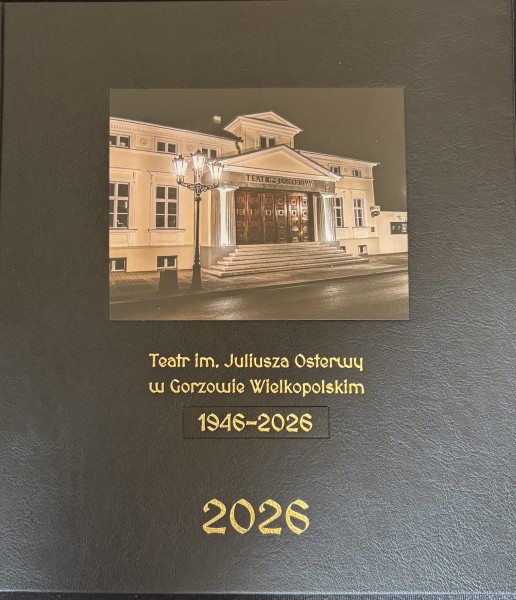 TEATR im. J. OSTERWY
Teatr im. Juliusza Osterwy
w Gorzowie Wielkopolskim
1946-2026
2026